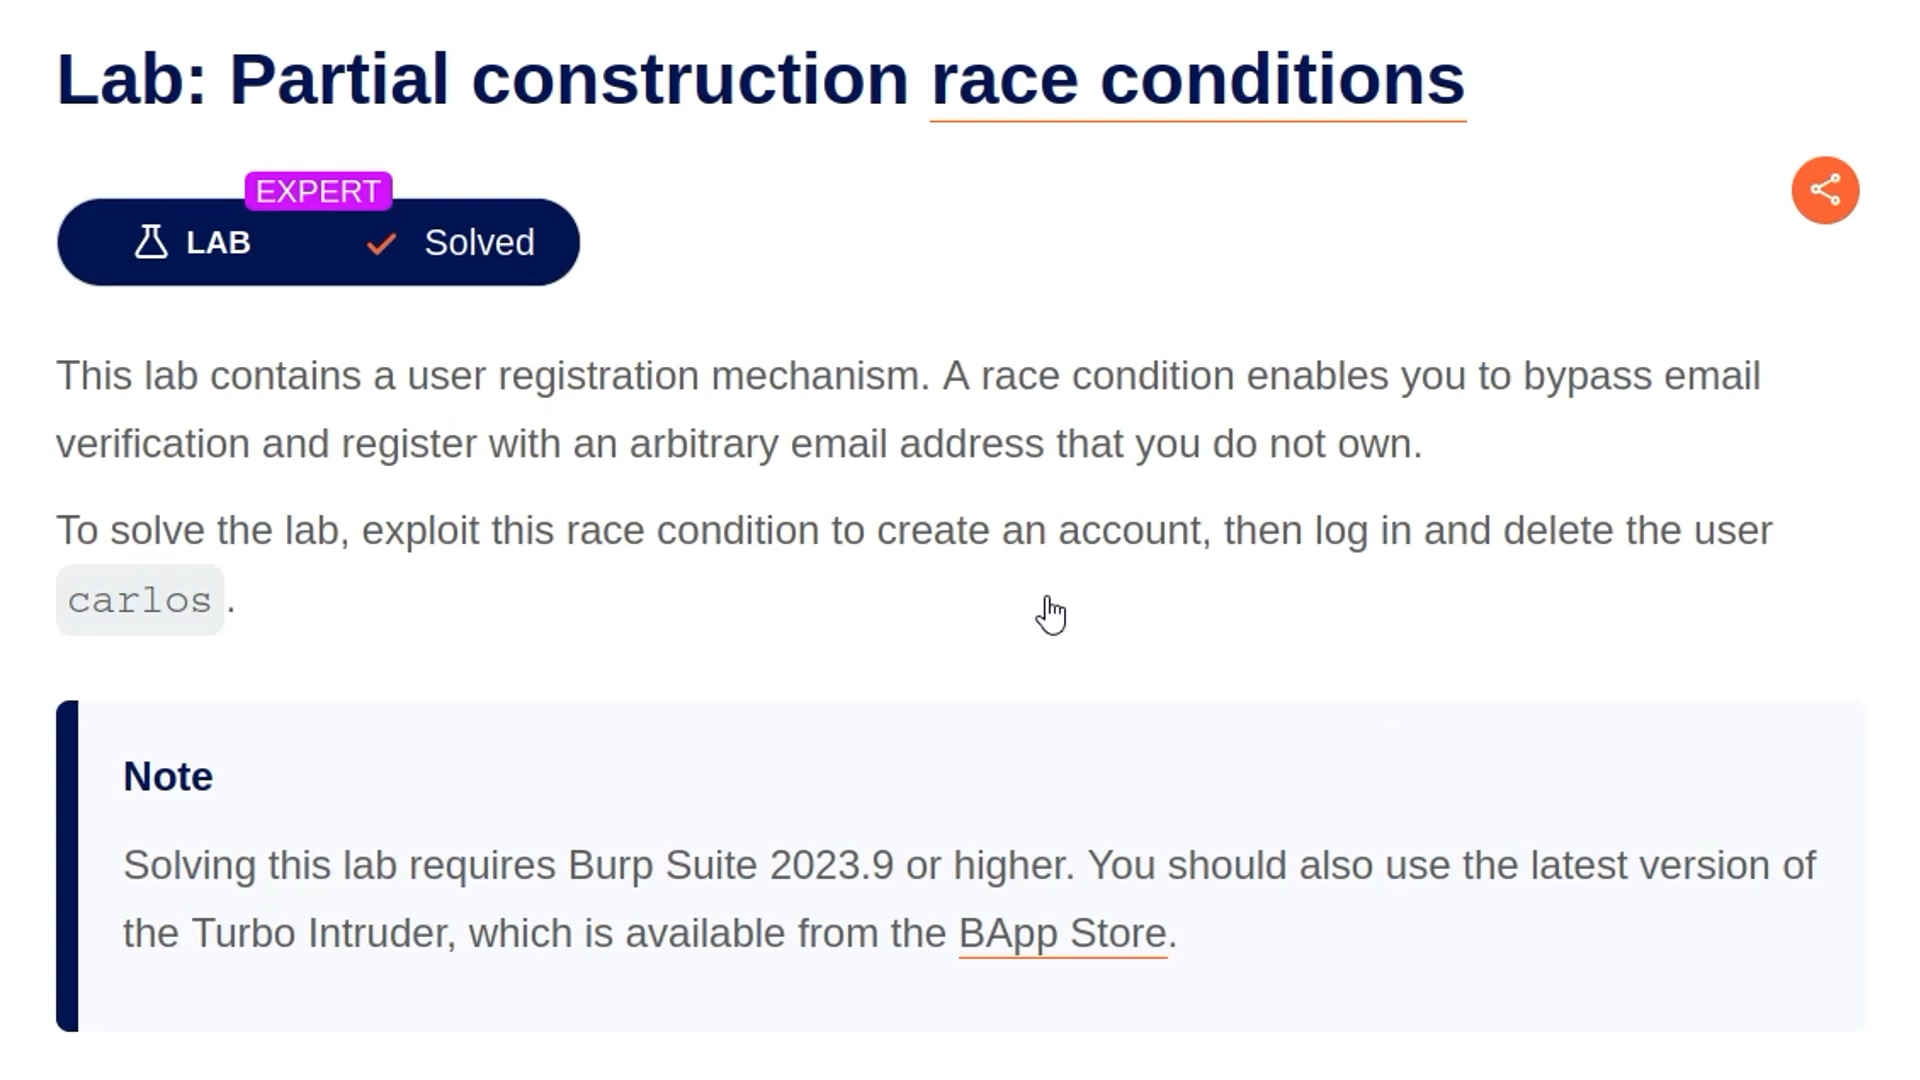 Lab: Partial construction race conditions
EXPERT
LAB Solved
This lab contains a user registration mechanism. A race condition enables you to bypass email
verification and register with an arbitrary email address that you do not own.
To solve the lab, exploit this race condition to create an account, then log in and delete the user
carlos.
Note
Solving this lab requires Burp Suite 2023.9 or higher. You should also use the latest version of
the Turbo Intruder, which is available from the BApp Store.